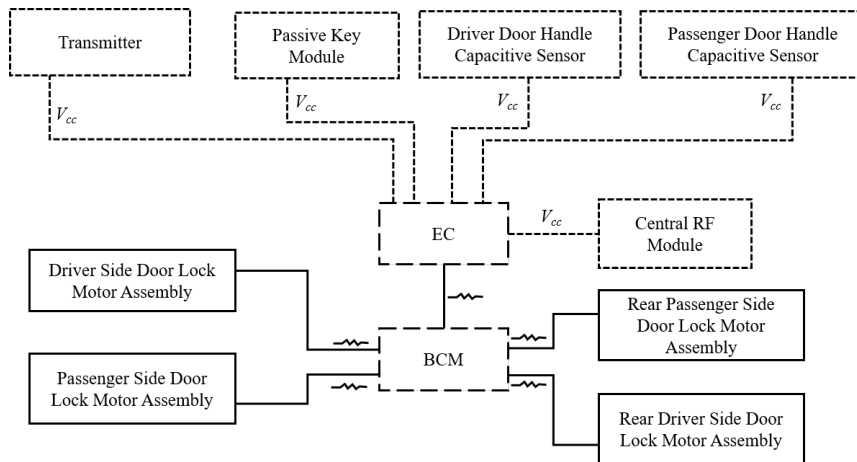 Transmitter
Passive Key
Module
Driver Door Handle
Capacitive Sensor
Passenger Door Handle
Capacitive Sensor
Vcc
Vcc
Vcc
Vcc
EC
Vcc
Central RF
Module
Driver Side Door Lock
Motor Assembly
Rear Passenger Side
Door Lock Motor
Assembly
BCM
Passenger Side Door
Lock Motor Assembly
Rear Driver Side Door
Lock Motor Assembly